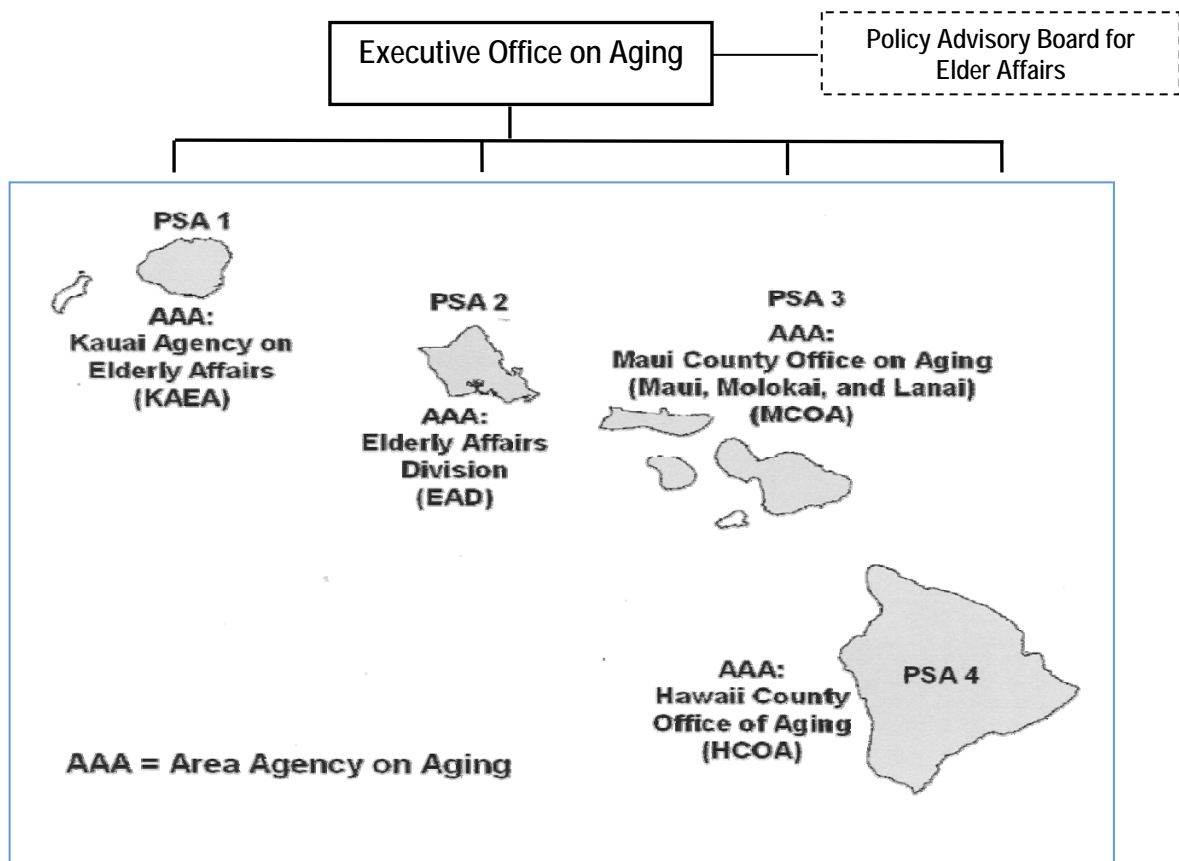 Executive Office on Aging
Policy Advisory Board for
Elder Affairs
PSA 1
AAA:
Kauai Agency on
Elderly Affairs
(KAEA)
PSA 2
AAA:
Elderly Affairs
Division
(EAD)
PSA 3
AAA:
Maui County Office on Aging
(Maui, Molokai, and Lanai)
(MCOA)
AAA:
Hawaii County
Office of Aging
(HCOA)
PSA 4
AAA = Area Agency on Aging